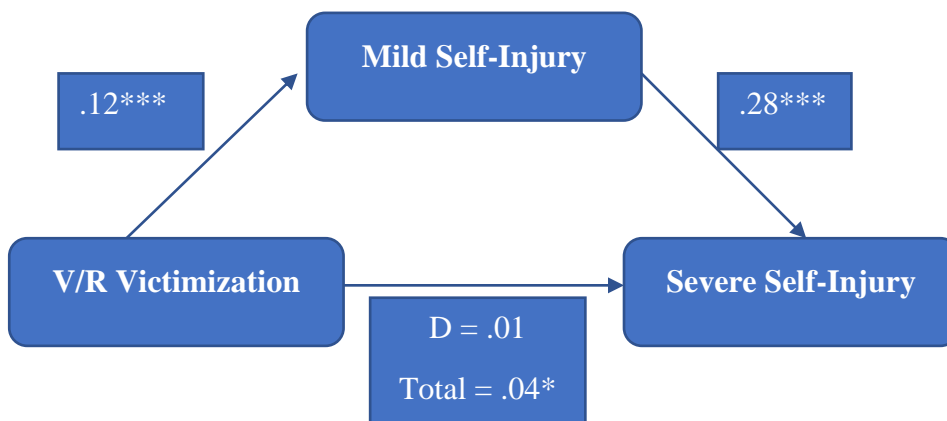 Mild Self-Injury
.12***
.28***
V/R Victimization
Severe Self-Injury
D = .01
Total = .04*